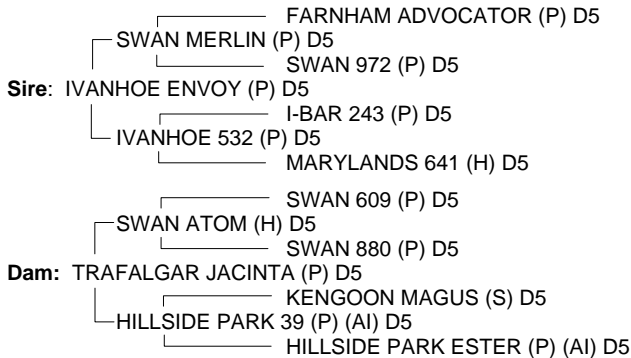 FARNHAM ADVOCATOR (P) D5
SWAN MERLIN (P) D5
SWAN 972 (P) D5
Sire: IVANHOE ENVOY (P) D5
I-BAR 243 (P) D5
IVANHOE 532 (P) D5
MARYLANDS 641 (H) D5
SWAN 609 (P) D5
SWAN ATOM (H) D5
SWAN 880 (P) D5
Dam: TRAFALGAR JACINTA (P) D5
KENGOON MAGUS (S) D5
HILLSIDE PARK 39 (P) (AI) D5
HILLSIDE PARK ESTER (P) (AI) D5